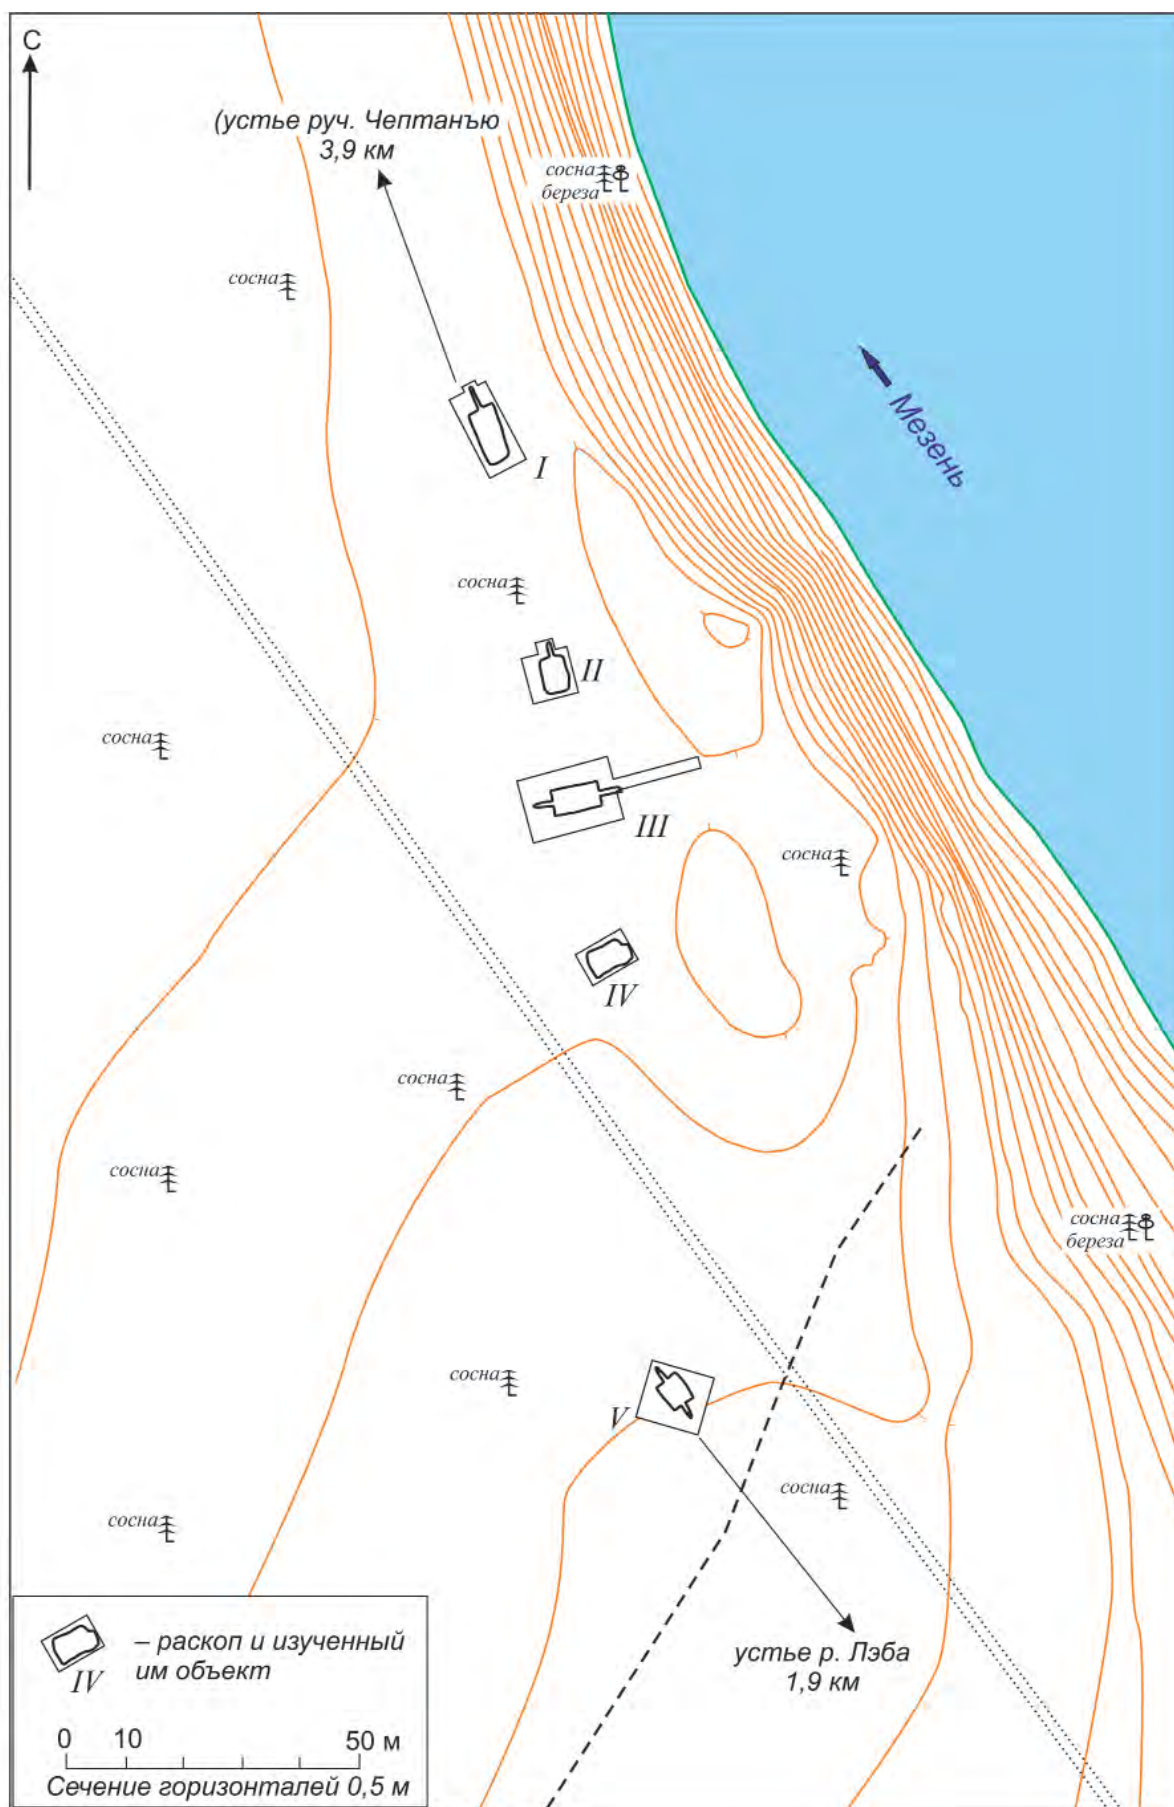 С
(устье руч. Чептанъю
3,9 км
сосна
береза
сосна
Мезень
I
сосна
II
сосна
III
сосна
IV
сосна
сосна
сосна
береза
сосна
V
сосна
сосна
устье р. Лэба
1,9 км
– раскоп и изученный
им объект
IV
0 10 50 м
Сечение горизонталей 0,5 м